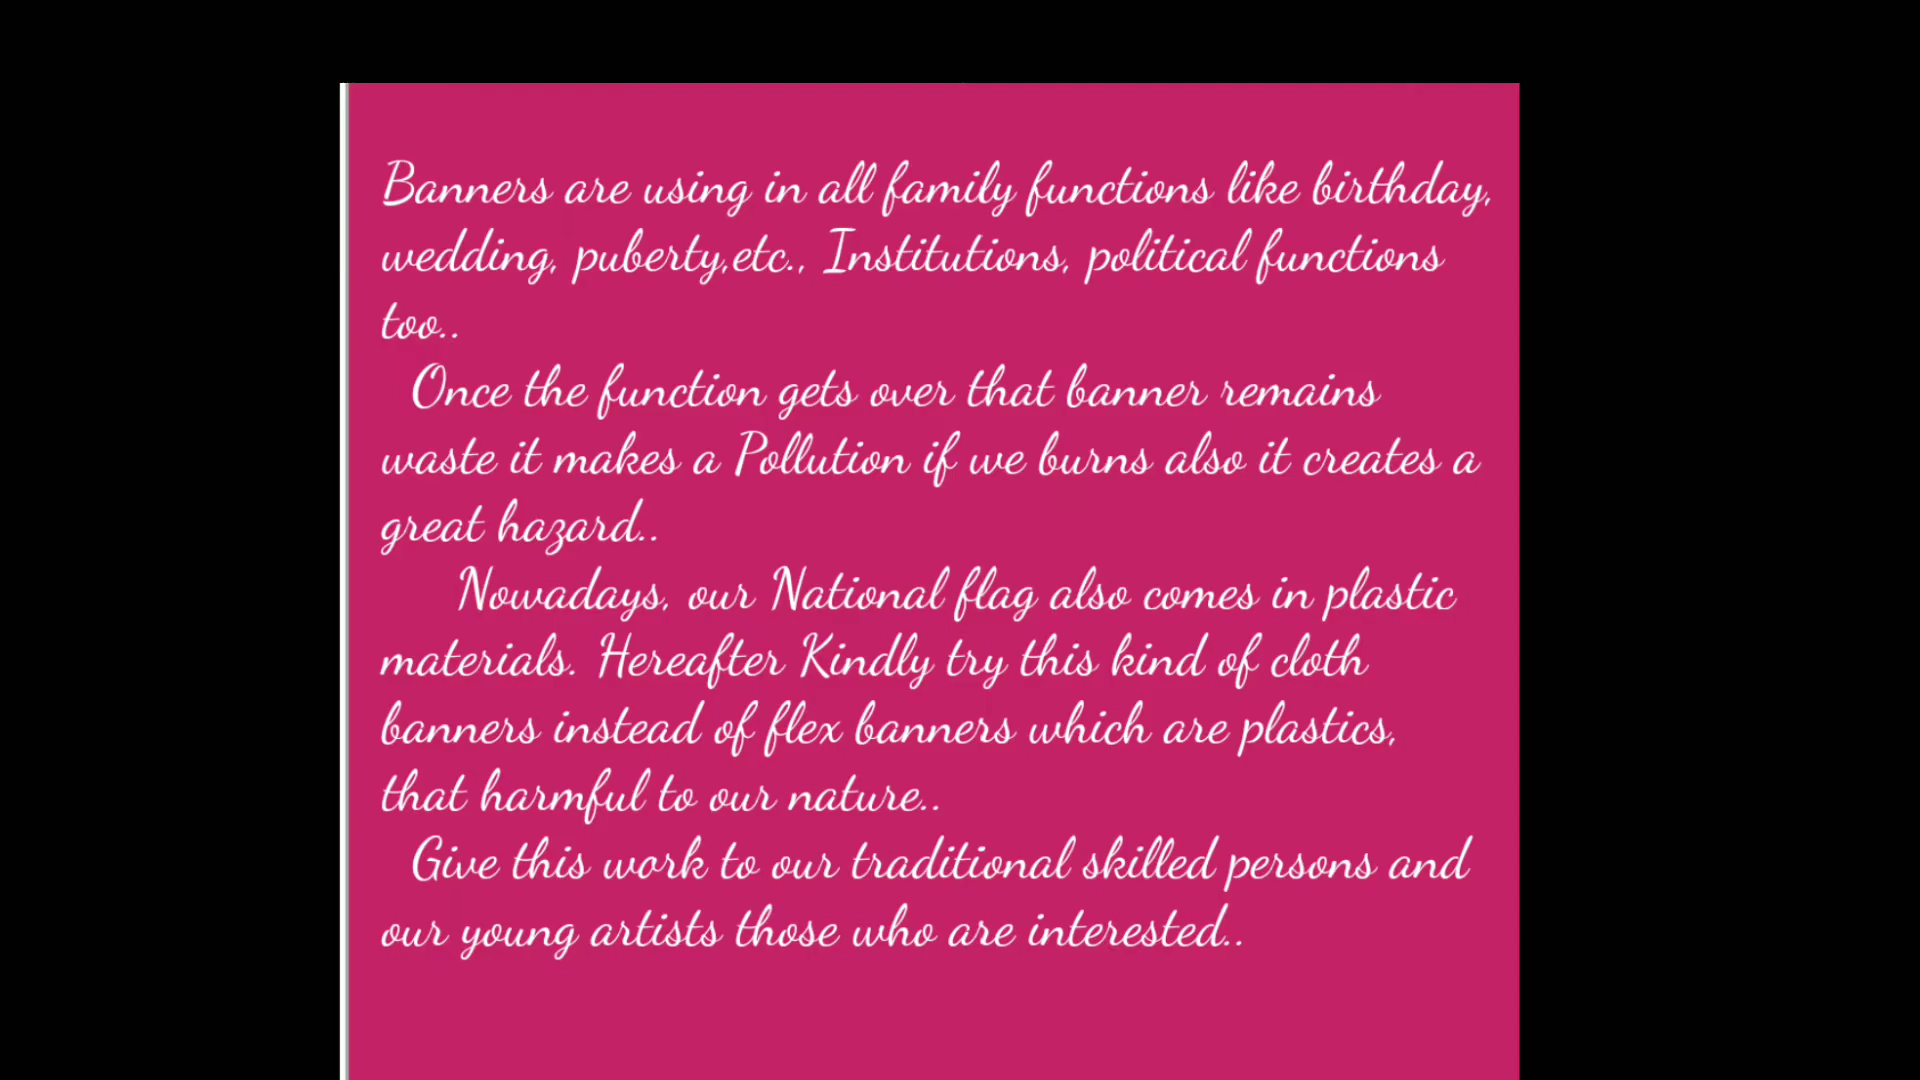 Banners are using in all family functions like birthday,
wedding, puberty,etc., Institutions, political functions
too..
Once the function gets over that banner remains
waste it makes a Pollution if we burns also it creates a
great hazard..
Nowadays, our National flag also comes in plastic
materials. Hereafter Kindly try this kind of cloth
banners instead of flex banners which are plastics,
that harmful to our nature..
Give this work to our traditional skilled persons and
our young artists those who are interested..